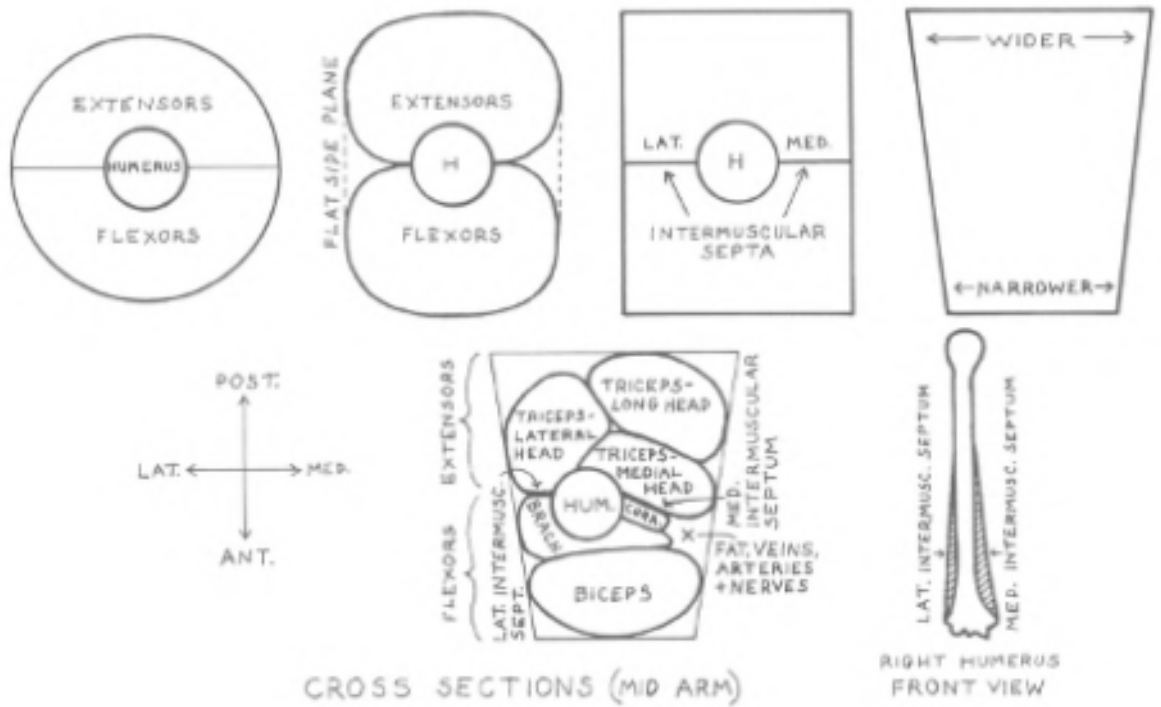 EXTENSORS
HUMERUS
FLEXORS
FLAT SIDE PLANE
EXTENSORS
H
FLEXORS
LAT.
MED.
H
INTERMUSCULAR
SEPTA
WIDER
NARROWER
POST.
LAT.
MED.
ANT.
EXTENSORS
FLEXORS
TRICEPS-
LATERAL
HEAD
TRICEPS-
LONG HEAD
TRICEPS-
MEDIAL
HEAD
HUM.
CORA.
BRACH.
BICEPS
LAT. INTERMUSC.
SEPT.
MED.
INTERMUSCULAR
SEPTUM
X
FAT, VEINS,
ARTERIES
+ NERVES
LAT. INTERMUSC. SEPTUM
MED. INTERMUSC. SEPTUM
RIGHT HUMERUS
FRONT VIEW
CROSS SECTIONS (MID ARM)